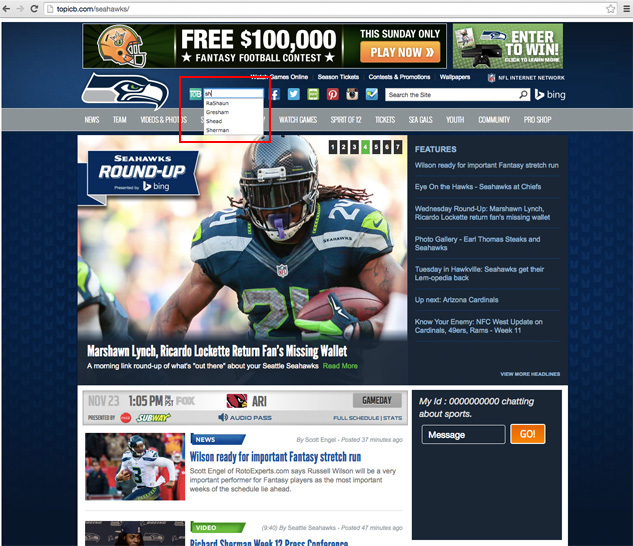 topicb.com/seahawks/
FREE $100,000
★ FANTASY FOOTBALL CONTEST ★
THIS SUNDAY ONLY
PLAY NOW »
ENTER
TO WIN!
CLICK TO LEARN MORE
Watch Games Online Season Tickets Contests & Promotions Wallpapers NFL INTERNET NETWORK
sh
Search the Site
bing
RaShaun
Gresham
Shead
Sherman
NEWS TEAM VIDEOS & PHOTOS WATCH GAMES SPIRIT OF 12 TICKETS SEA GALS YOUTH COMMUNITY PRO SHOP
SEAHAWKS
ROUND-UP
Presented by bing
1 2 3 4 5 6 7
24
SEAHAWKS
NFL
Marshawn Lynch, Ricardo Lockette Return Fan's Missing Wallet
A morning link round-up of what's "out there" about your Seattle Seahawks Read More
FEATURES
Wilson ready for important Fantasy stretch run
Eye On the Hawks - Seahawks at Chiefs
Wednesday Round-Up: Marshawn Lynch,
Ricardo Lockette return fan's missing wallet
Photo Gallery - Earl Thomas Steaks and
Seahawks
Tuesday in Hawkville: Seahawks get their
Lem-opedia back
Up next: Arizona Cardinals
Know Your Enemy: NFC West Update on
Cardinals, 49ers, Rams - Week 11
VIEW MORE HEADLINES
NOV 23 1:05 PM PT FOX ARI GAMEDAY
PRESENTED BY SUBWAY AUDIO PASS FULL SCHEDULE | STATS
NEWS
By Scott Engel - Posted 37 minutes ago
Wilson ready for important Fantasy stretch run
Scott Engel of RotoExperts.com says Russell Wilson will be a very
important performer for Fantasy players as the most important
weeks of the schedule lie ahead.
VIDEO
(9:40) By Seattle Seahawks - Posted 47 minutes ago
Richard Sherman Week 12 Press Conference
My Id : 0000000000 chatting
about sports.
Message
GO!